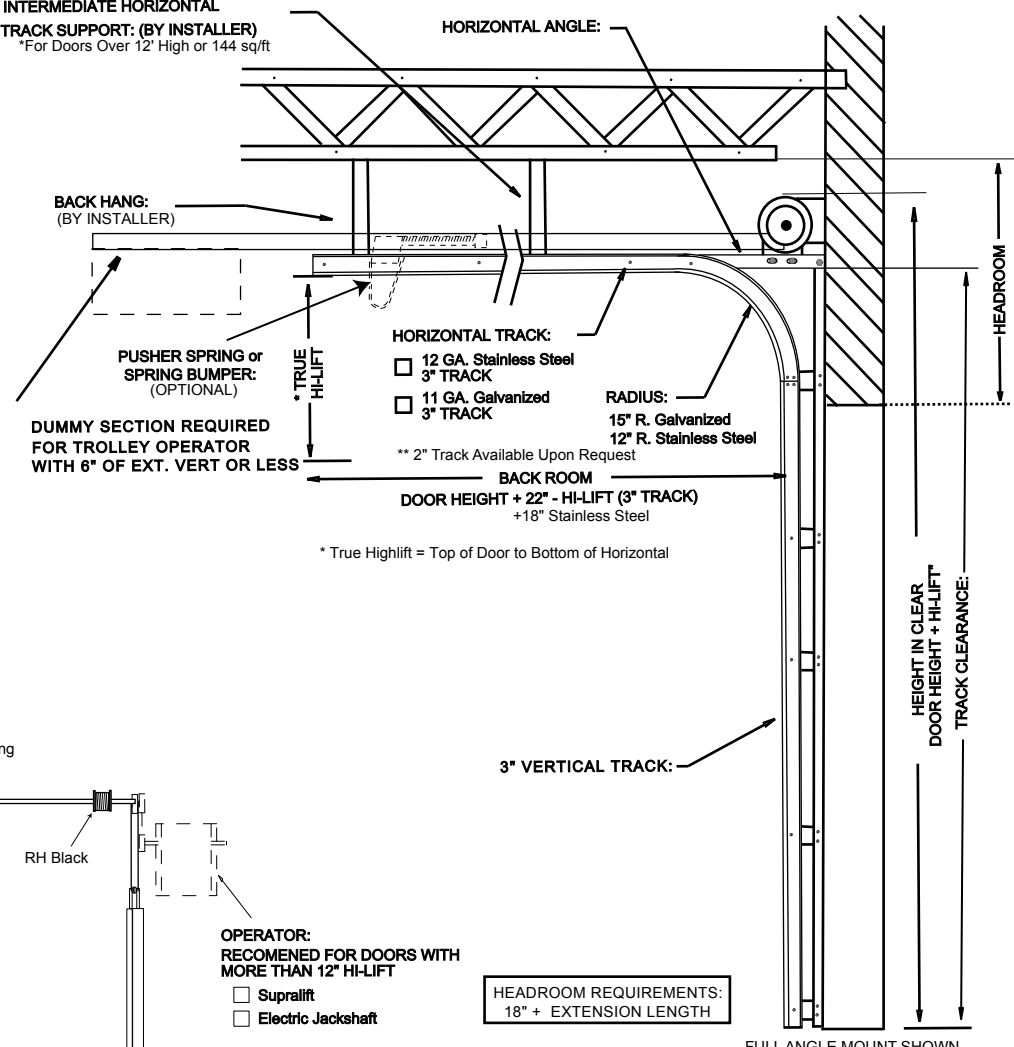 INTERMEDIATE HORIZONTAL
TRACK SUPPORT: (BY INSTALLER)
*For Doors Over 12' High or 144 sq/ft
HORIZONTAL ANGLE:
BACK HANG:
(BY INSTALLER)
HEADROOM
PUSHER SPRING or
SPRING BUMPER:
(OPTIONAL)
* TRUE
HI-LIFT
HORIZONTAL TRACK:
12 GA. Stainless Steel
3" TRACK
11 GA. Galvanized
3" TRACK
RADIUS:
15" R. Galvanized
12" R. Stainless Steel
** 2" Track Available Upon Request
DUMMY SECTION REQUIRED
FOR TROLLEY OPERATOR
WITH 6" OF EXT. VERT OR LESS
BACK ROOM
DOOR HEIGHT + 22" - HI-LIFT (3" TRACK)
+18" Stainless Steel
* True Highlift = Top of Door to Bottom of Horizontal
HEIGHT IN CLEAR
DOOR HEIGHT + HI-LIFT"
TRACK CLEARANCE:
3" VERTICAL TRACK:
ng
RH Black
OPERATOR:
RECOMENED FOR DOORS WITH
MORE THAN 12" HI-LIFT
Supralift
Electric Jackshaft
HEADROOM REQUIREMENTS:
18" + EXTENSION LENGTH
FULL ANGLE MOUNT SHOWN